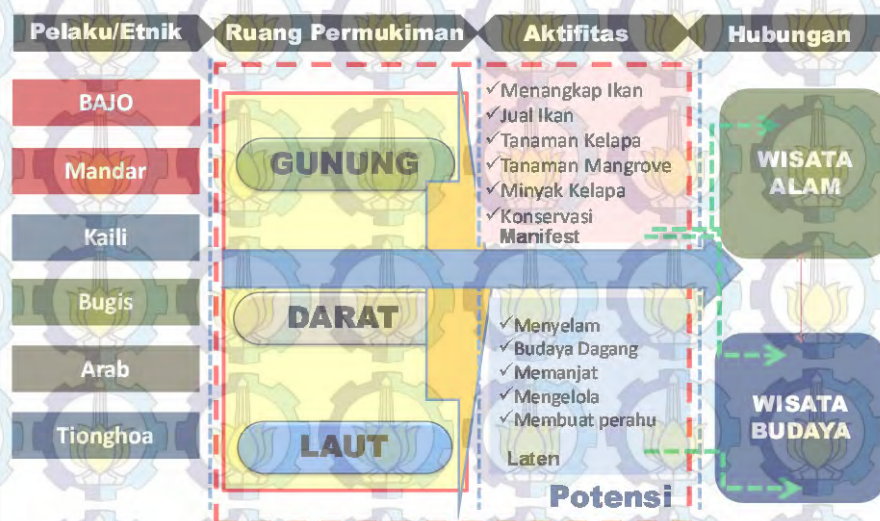 Pelaku/Etnik
Ruang Permukiman
Aktifitas
Hubungan
BAJO
Mandar
Kaili
Bugis
Arab
Tionghoa
GUNUNG
DARAT
LAUT
✓Menangkap Ikan
✓Jual Ikan
✓Tanaman Kelapa
✓Tanaman Mangrove
✓Minyak Kelapa
✓Konservasi
Manifest
✓Menyelam
✓Budaya Dagang
✓Memanjat
✓Mengelola
✓Membuat perahu
Laten
Potensi
WISATA
ALAM
WISATA
BUDAYA